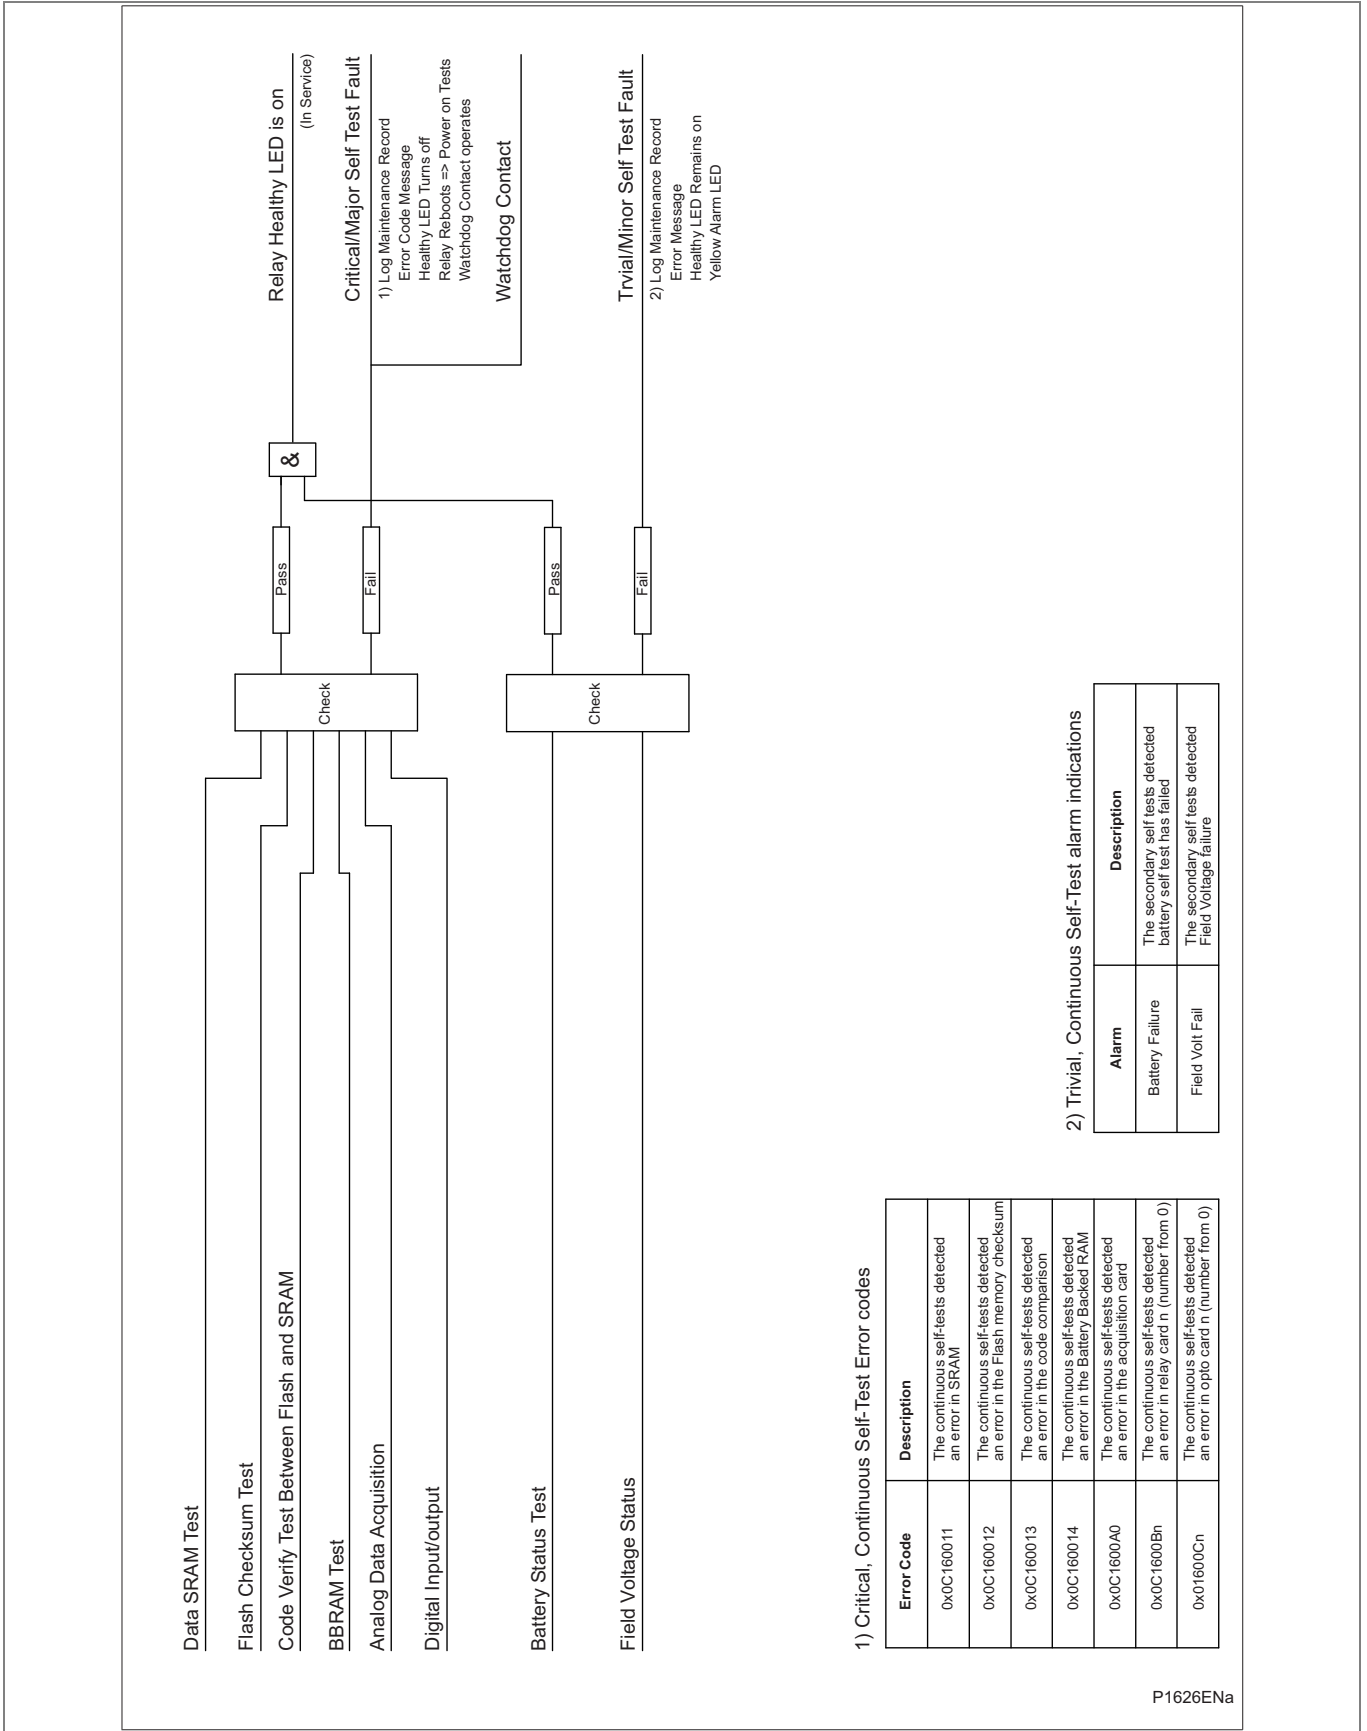 Data SRAM Test
Flash Checksum Test
Code Verify Test Between Flash and SRAM
BBRAM Test
Analog Data Acquisition
Digital Input/output
Battery Status Test
Field Voltage Status
Check
Check
Pass
Fail
Pass
Fail
&
Relay Healthy LED is on
(In Service)
Critical/Major Self Test Fault
1) Log Maintenance Record
Error Code Message
Healthy LED Turns off
Relay Reboots => Power on Tests
Watchdog Contact operates
Watchdog Contact
Trvial/Minor Self Test Fault
2) Log Maintenance Record
Error Message
Healthy LED Remains on
Yellow Alarm LED
1) Critical, Continuous Self-Test Error codes
Error Code Description
0x0C160011 The continuous self-tests detected
an error in SRAM
0x0C160012 The continuous self-tests detected
an error in the Flash memory checksum
0x0C160013 The continuous self-tests detected
an error in the code comparison
0x0C160014 The continuous self-tests detected
an error in the Battery Backed RAM
0x0C1600A0 The continuous self-tests detected
an error in the acquisition card
0x0C1600Bn The continuous self-tests detected
an error in relay card n (number from 0)
0x01600Cn The continuous self-tests detected
an error in opto card n (number from 0)
2) Trivial, Continuous Self-Test alarm indications
Alarm Description
Battery Failure The secondary self tests detected
battery self test has failed
Field Volt Fail The secondary self tests detected
Field Voltage failure
P1626ENa